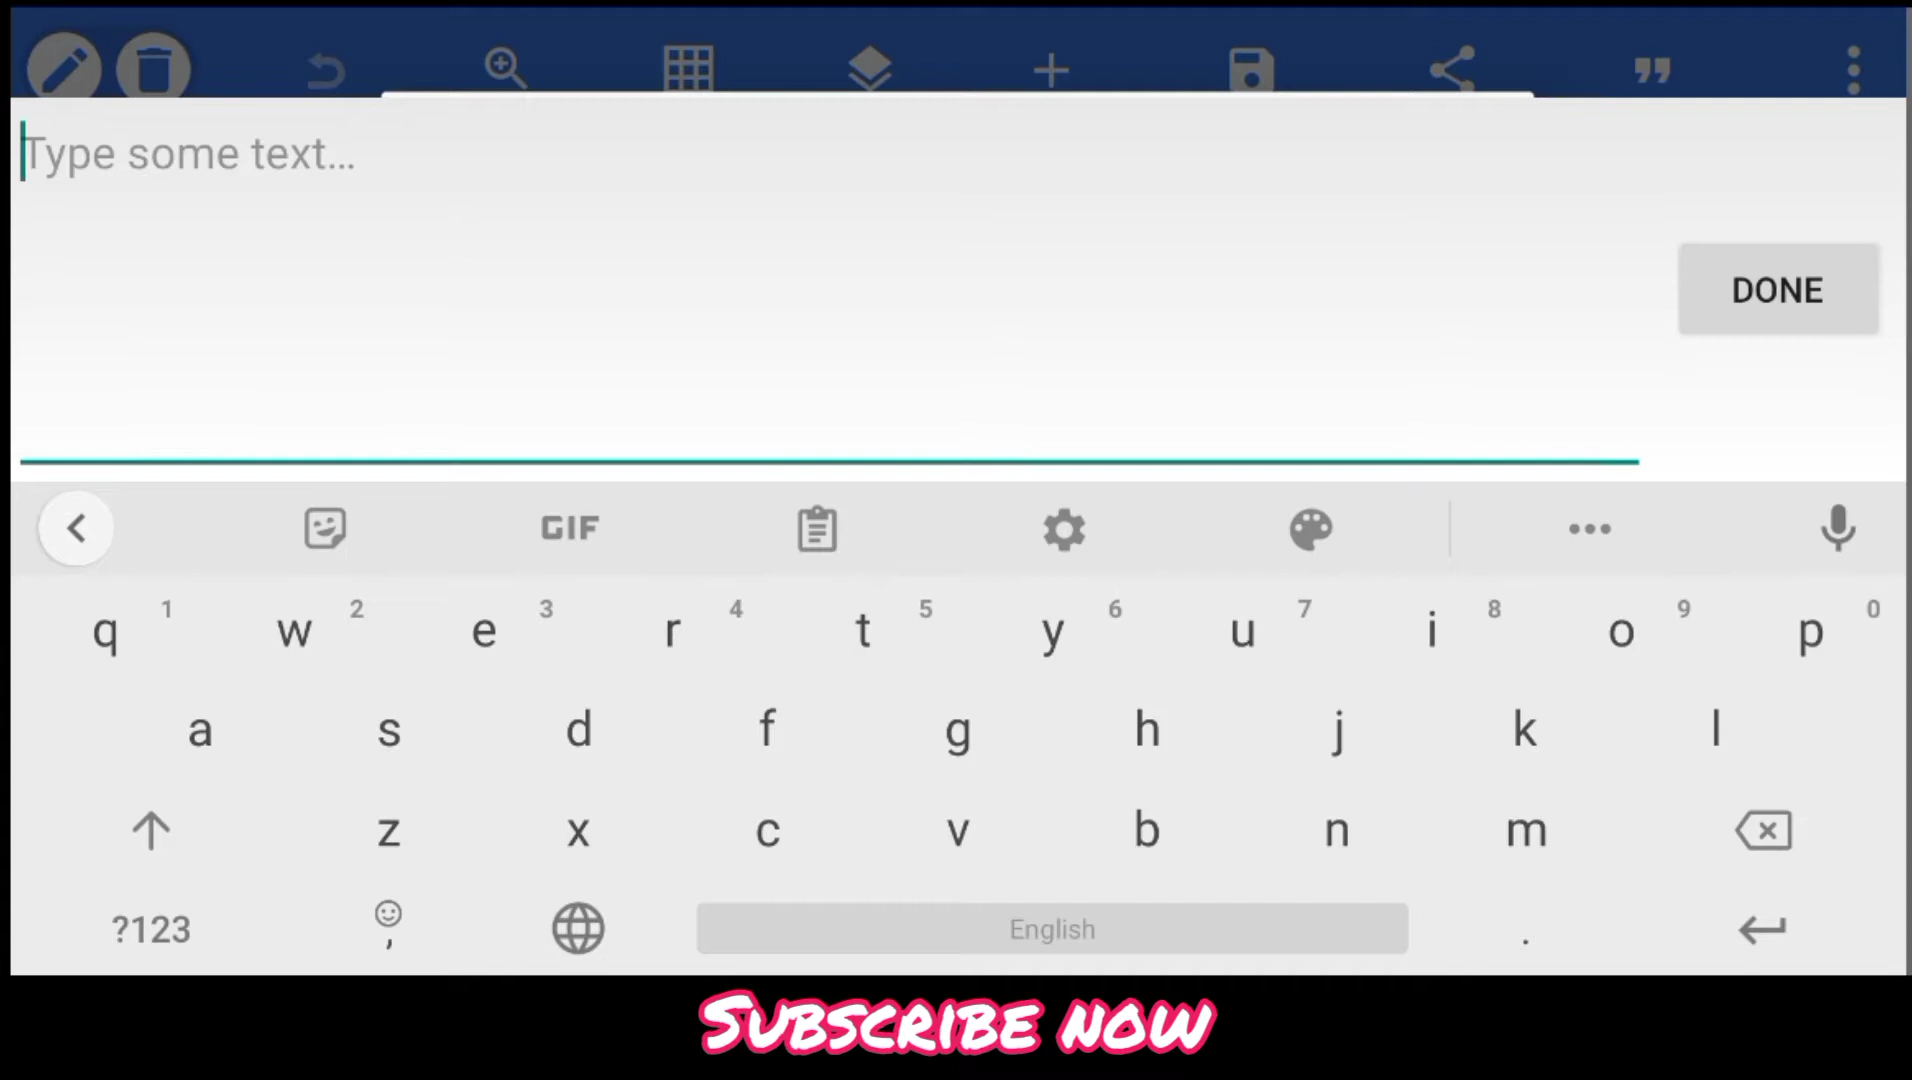 Type some text...
DONE
GIF
q 1 w 2 e 3 r 4 t 5 y 6 u 7 i 8 o 9 p 0
a s d f g h j k l
z x c v b n m
?123 , English .
Subscribe now